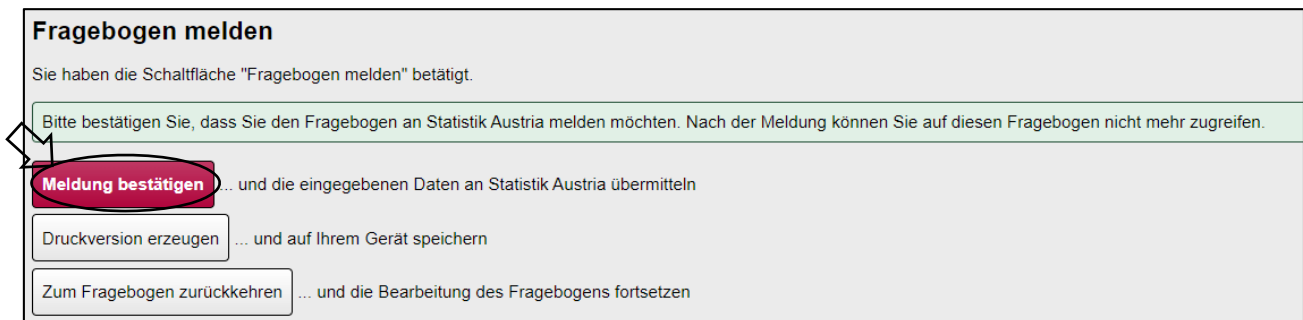 Fragebogen melden
Sie haben die Schaltfläche "Fragebogen melden" betätigt.
Bitte bestätigen Sie, dass Sie den Fragebogen an Statistik Austria melden möchten. Nach der Meldung können Sie auf diesen Fragebogen nicht mehr zugreifen.
Meldung bestätigen ... und die eingegebenen Daten an Statistik Austria übermitteln
Druckversion erzeugen ... und auf Ihrem Gerät speichern
Zum Fragebogen zurückkehren ... und die Bearbeitung des Fragebogens fortsetzen